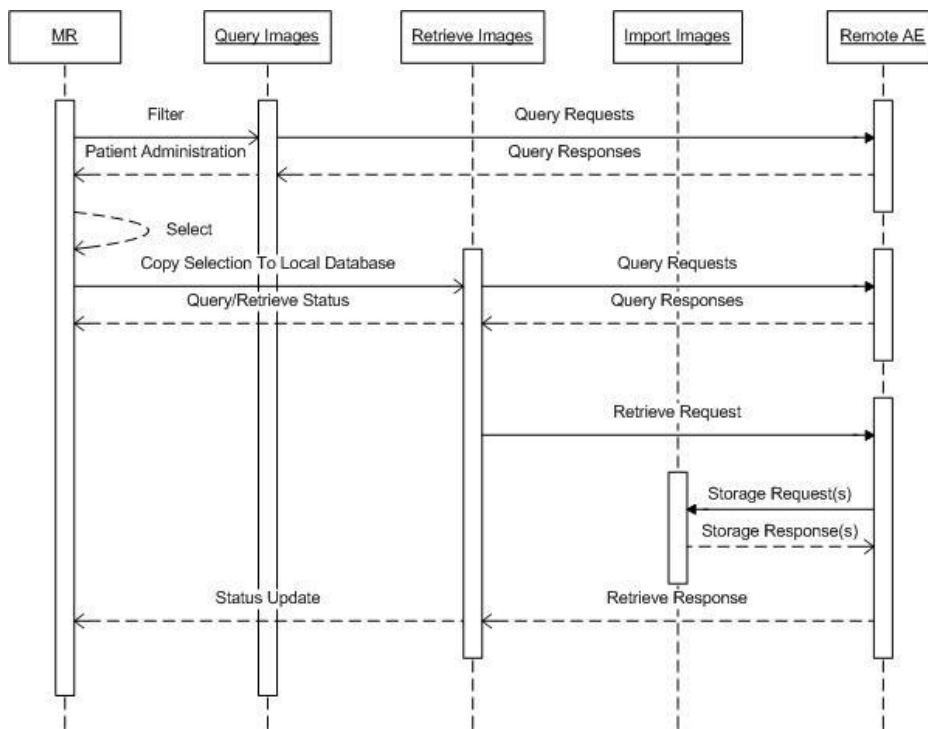 MR
Query Images
Retrieve Images
Import Images
Remote AE
Filter
Query Requests
Patient Administration
Query Responses
Select
Copy Selection To Local Database
Query Requests
Query/Retrieve Status
Query Responses
Retrieve Request
Storage Request(s)
Storage Response(s)
Status Update
Retrieve Response